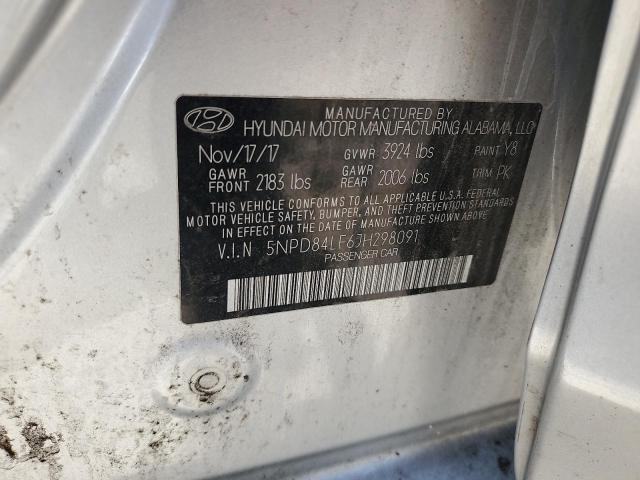 MANUFACTURED BY
HYUNDAI MOTOR MANUFACTURING ALABAMA, LLC
Nov/17/17 GVWR 3924 lbs PAINT Y8
GAWR FRONT 2183 lbs GAWR REAR 2006 lbs TRIM PK
THIS VEHICLE CONFORMS TO ALL APPLICABLE U.S.A. FEDERAL
MOTOR VEHICLE SAFETY, BUMPER, AND THEFT PREVENTION STANDARDS
IN EFFECT ON THE DATE OF MANUFACTURE SHOWN ABOVE.
V.I.N 5NPD84LF6JH298091
PASSENGER CAR